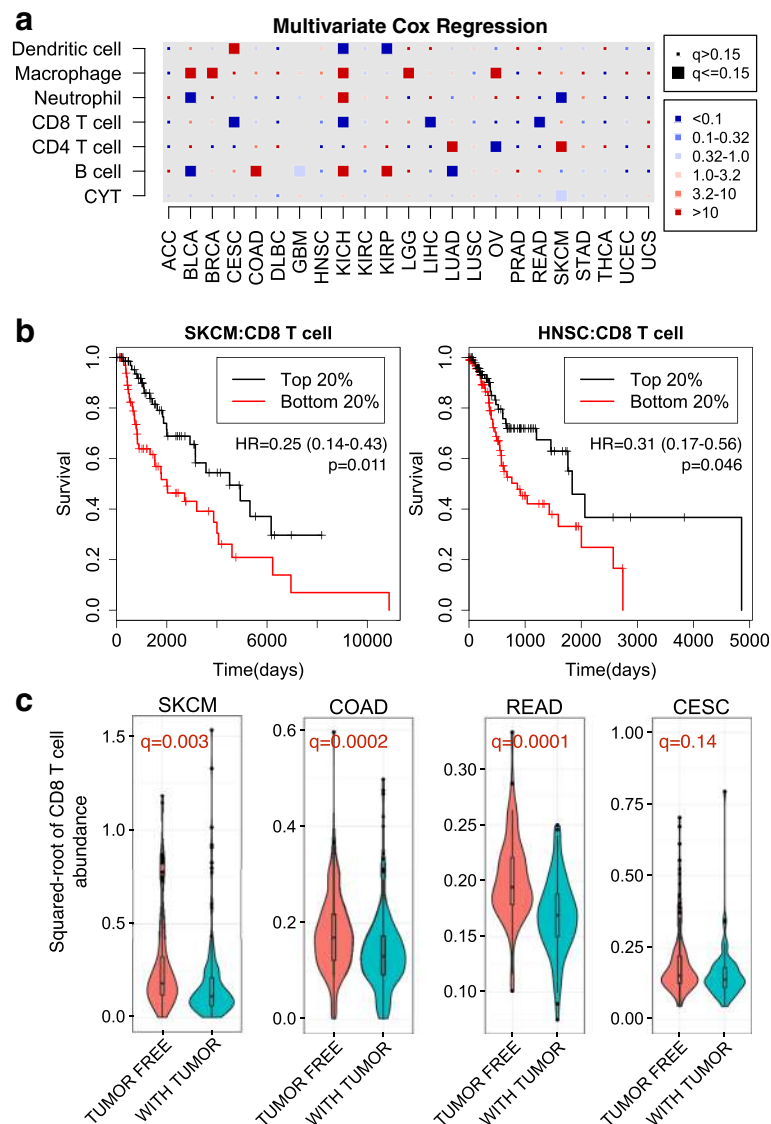 a
Multivariate Cox Regression
Dendritic cell
Macrophage
Neutrophil
CD8 T cell
CD4 T cell
B cell
CYT
q>0.15
q<=0.15
<0.1
0.1-0.32
0.32-1.0
1.0-3.2
3.2-10
>10
ACC
BLCA
BRCA
CESC
COAD
DLBC
GBM
HNSC
KICH
KIRC
KIRP
LGG
LIHC
LUAD
LUSC
OV
PRAD
READ
SKCM
STAD
THCA
UCEC
UCS
b
SKCM:CD8 T cell
Survival
1.0
0.8
0.6
0.4
0.2
0.0
Top 20%
Bottom 20%
HR=0.25 (0.14-0.43)
p=0.011
0 2000 6000 10000
Time(days)
HNSC:CD8 T cell
Survival
1.0
0.8
0.6
0.4
0.2
0.0
Top 20%
Bottom 20%
HR=0.31 (0.17-0.56)
p=0.046
0 1000 2000 3000 4000 5000
Time(days)
c
Squared-root of CD8 T cell
abundance
SKCM
q=0.003
1.5
1.0
0.5
0.0
TUMOR FREE
WITH TUMOR
COAD
q=0.0002
0.6
0.4
0.2
0.0
TUMOR FREE
WITH TUMOR
READ
q=0.0001
0.30
0.25
0.20
0.15
0.10
TUMOR FREE
WITH TUMOR
CESC
q=0.14
1.00
0.75
0.50
0.25
0.00
TUMOR FREE
WITH TUMOR